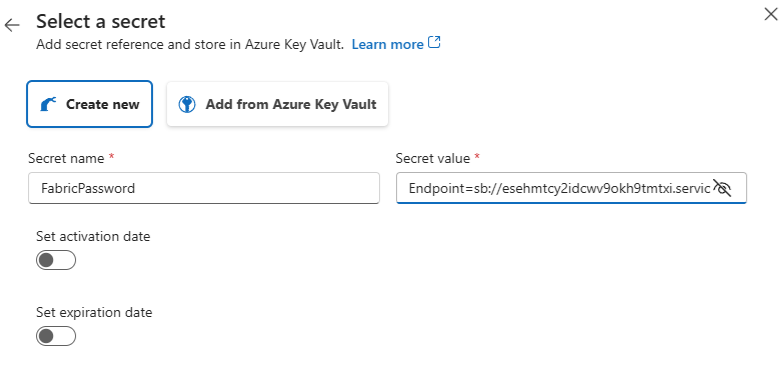 Select a secret
Add secret reference and store in Azure Key Vault. Learn more
Create new
Add from Azure Key Vault
Secret name *
Secret value *
FabricPassword
Endpoint=sb://esehmtcy2idcwv9okh9tmtxi.servic
Set activation date
Set expiration date